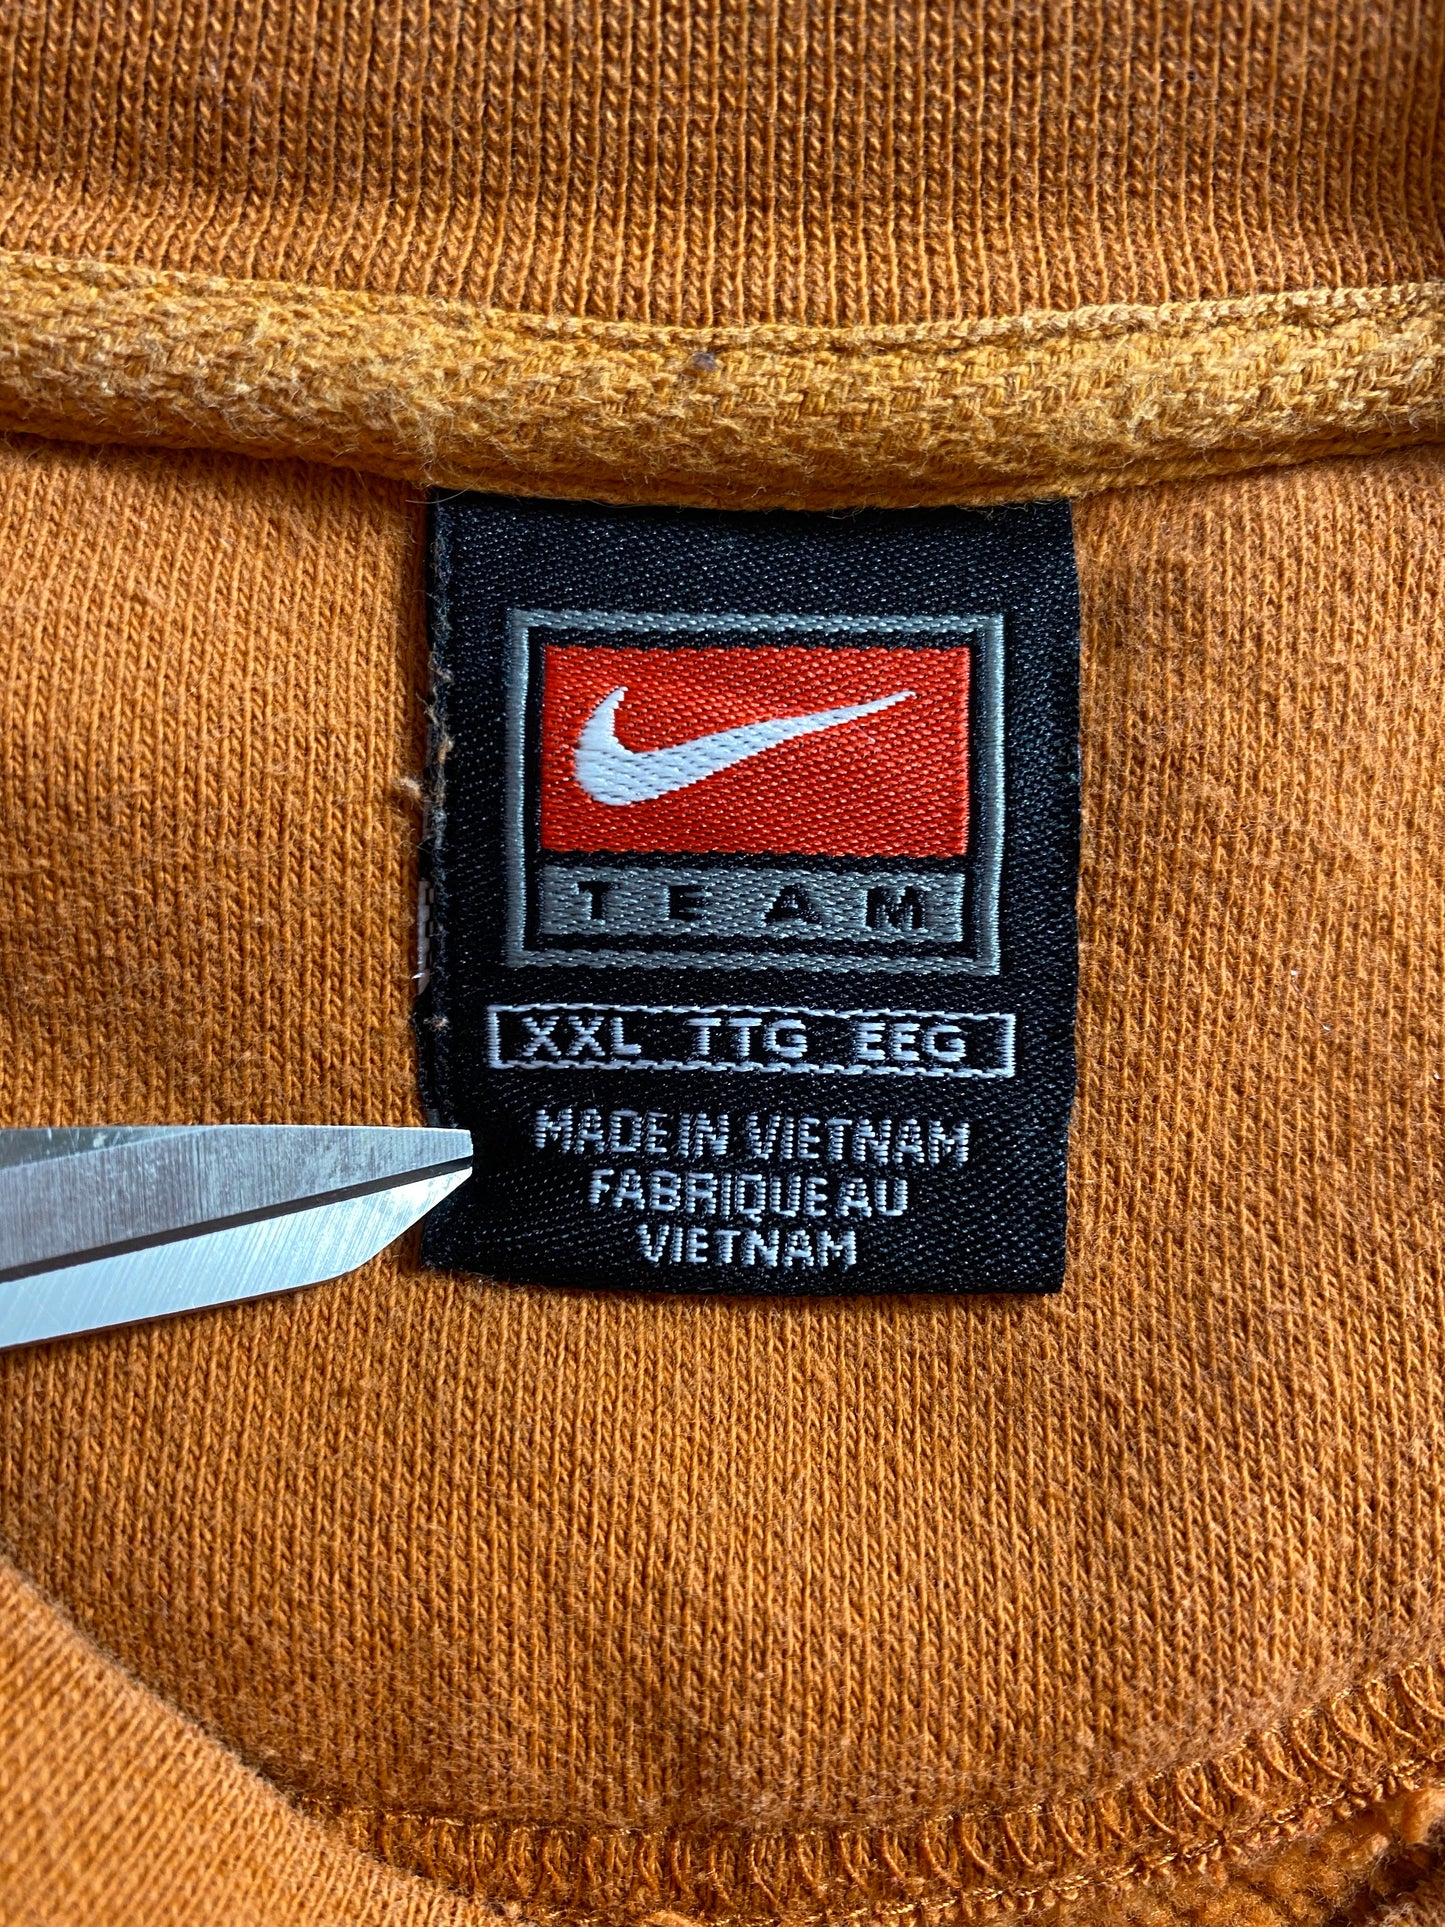 TEAM
XXL TTG EEG
MADE IN VIETNAM
FABRIQUE AU
VIETNAM